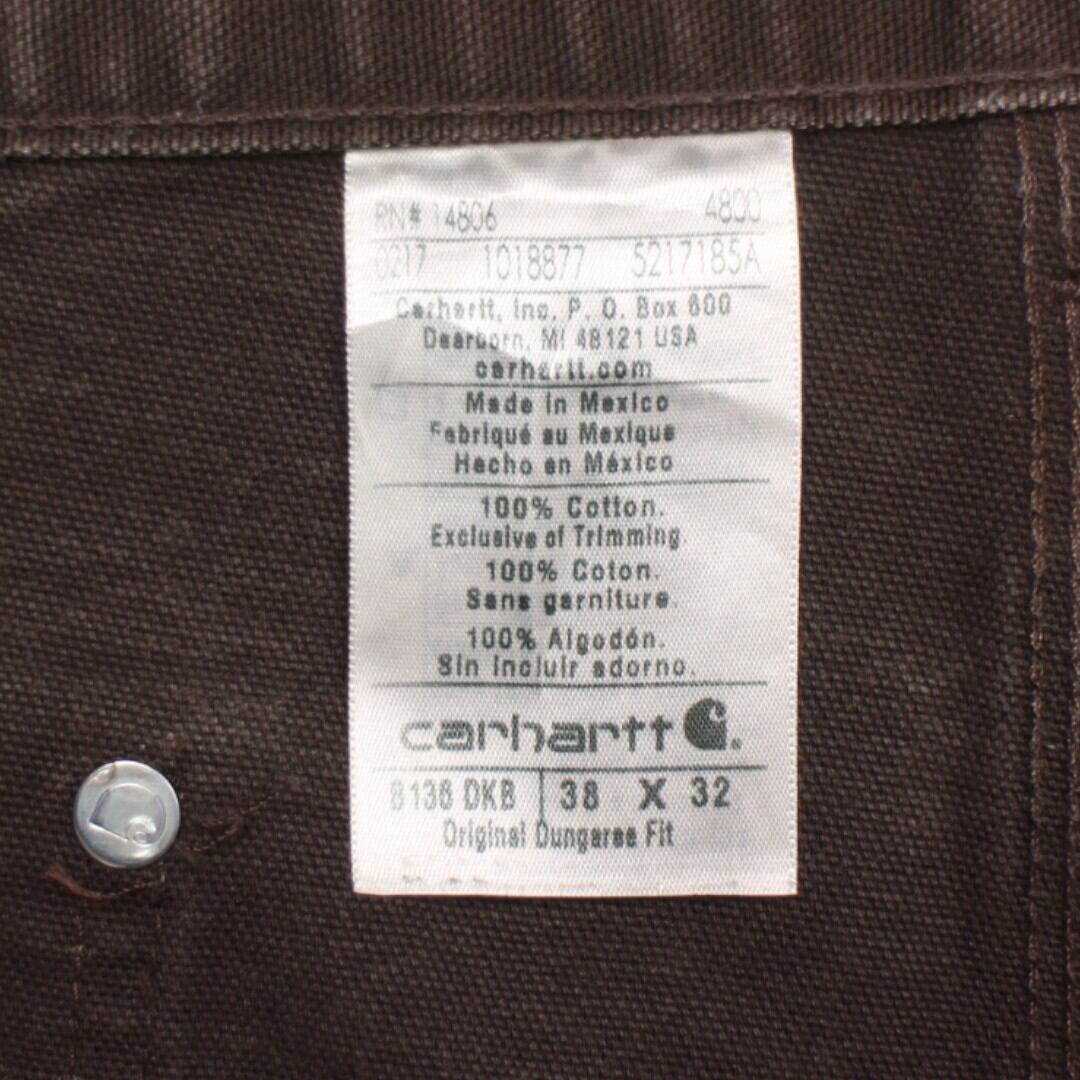 RN# 14806 4800
0217 1018877 5217185A
Carhartt, Inc. P. O. Box 600
Dearborn, MI 48121 USA
carhartt.com
Made in Mexico
Fabriqué au Mexique
Hecho en México
100% Cotton.
Exclusive of Trimming.
100% Coton.
Sans garniture.
100% Algodón.
Sin incluir adorno.
carhartt
B136 DKB 38 X 32
Original Dungaree Fit